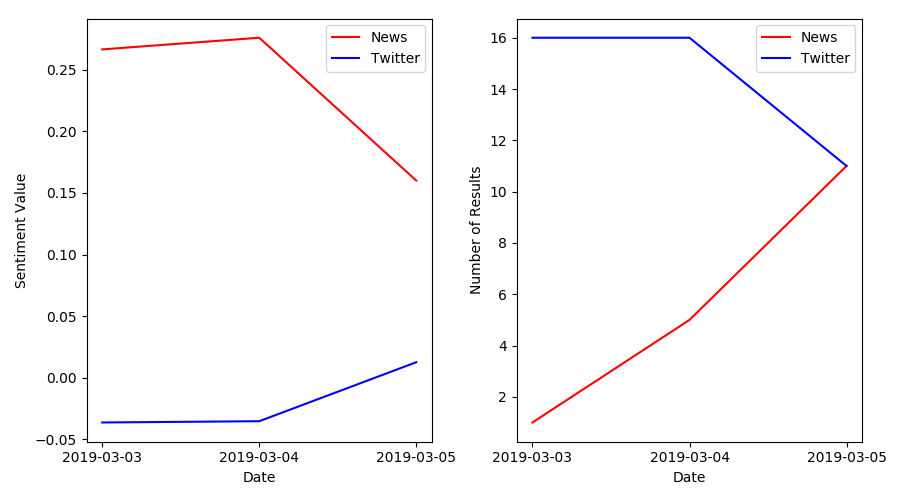 News
Twitter
0.25
0.20
0.15
0.10
0.05
0.00
−0.05
Sentiment Value
2019-03-03 2019-03-04 2019-03-05
Date
News
Twitter
16
14
12
10
8
6
4
2
Number of Results
2019-03-03 2019-03-04 2019-03-05
Date